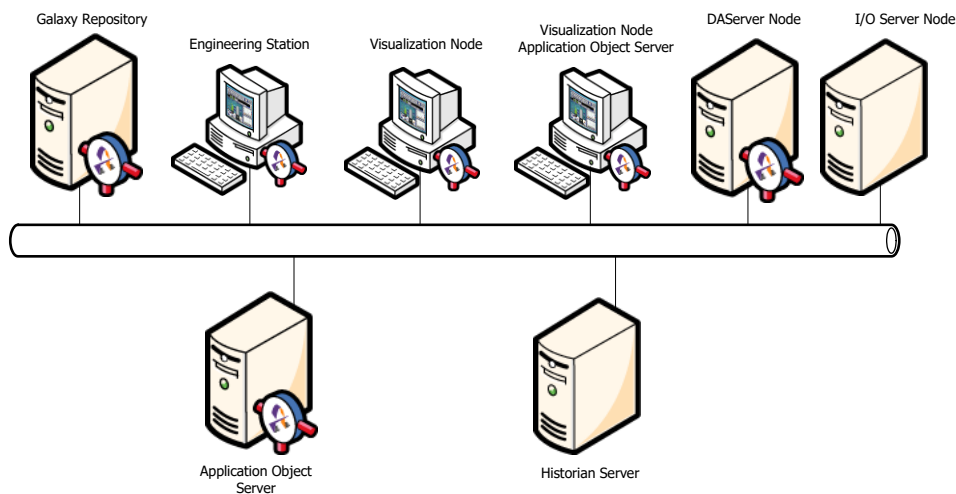 Galaxy Repository
Engineering Station
Visualization Node
Visualization Node
Application Object Server
DAServer Node
I/O Server Node
Application Object
Server
Historian Server